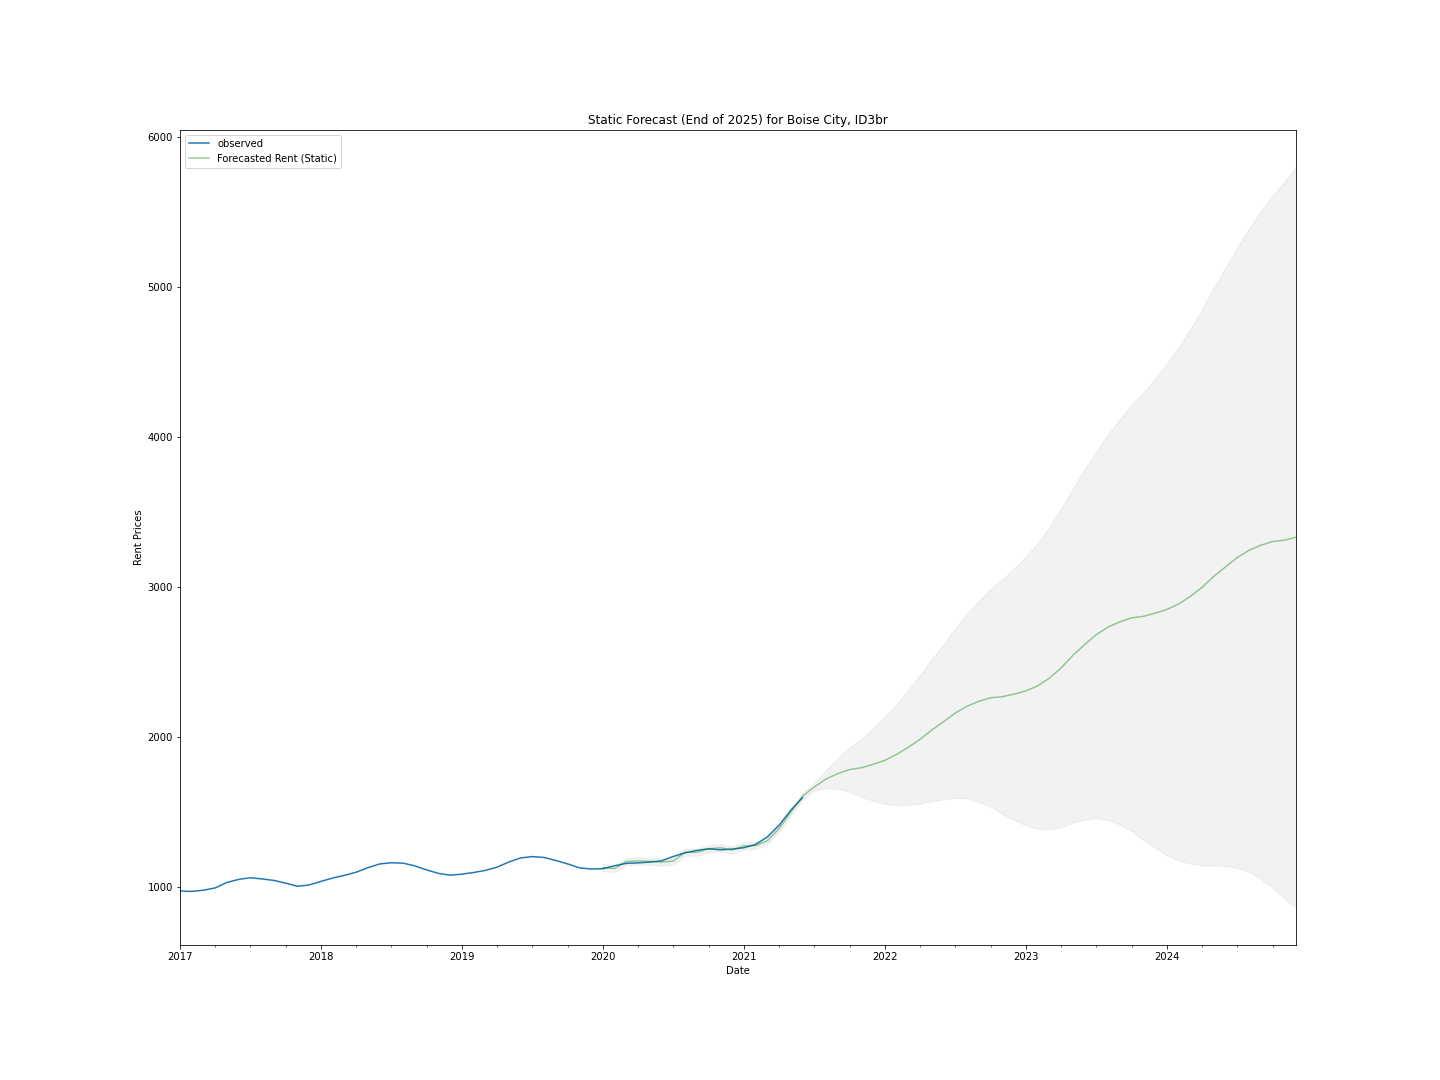 Static Forecast (End of 2025) for Boise City, ID3br
observed
Forecasted Rent (Static)
6000
5000
4000
3000
2000
1000
Rent Prices
2017 2018 2019 2020 2021 2022 2023 2024
Date